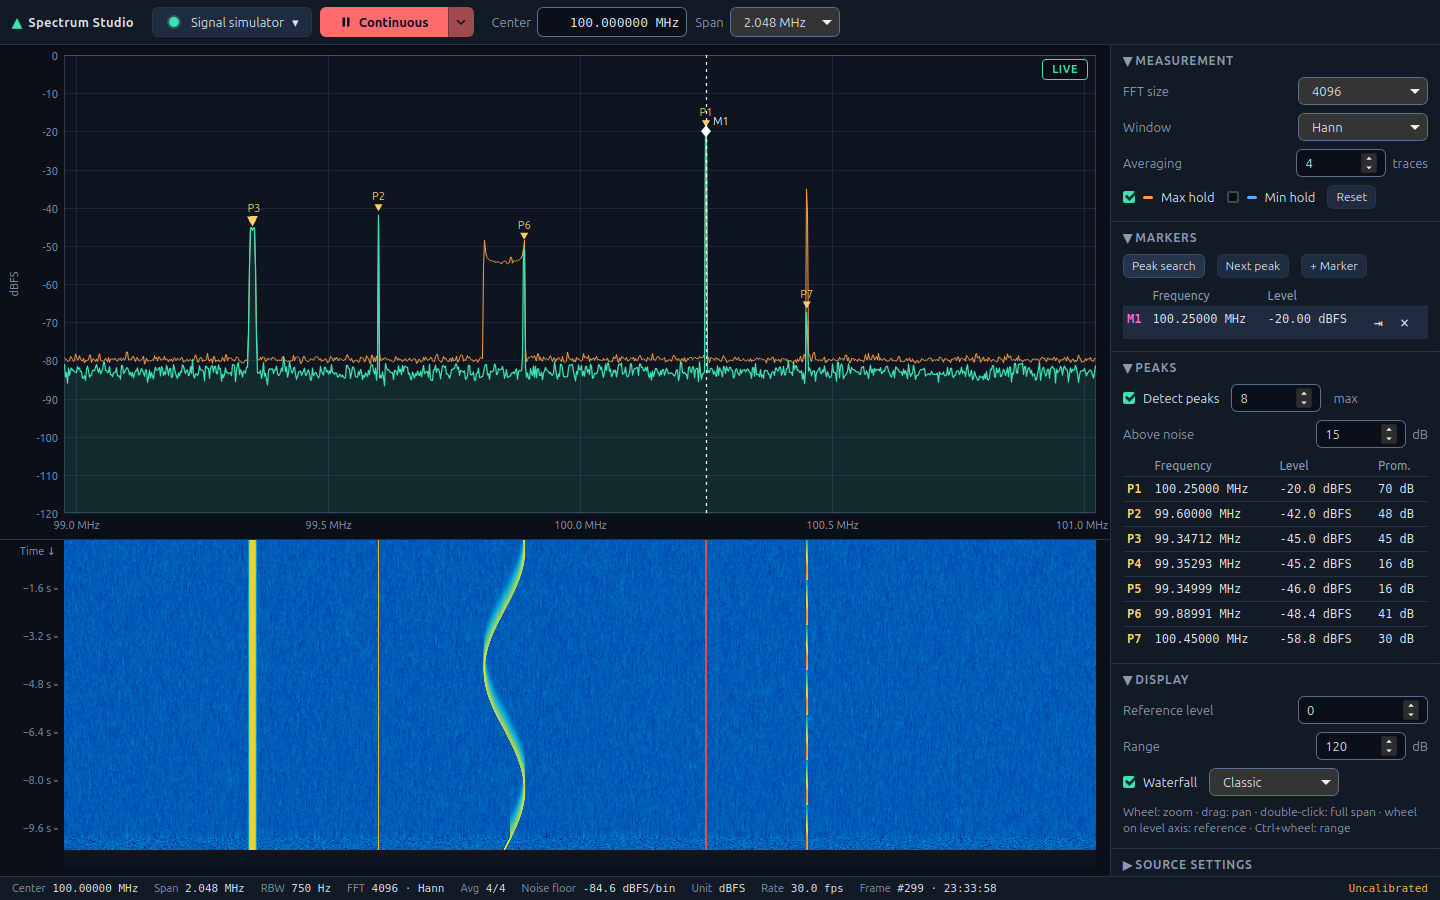 ▲ Spectrum Studio
Signal simulator ▾
Continuous
Center 100.000000 MHz
Span 2.048 MHz
LIVE
dBFS
0
-10
-20
-30
-40
-50
-60
-70
-80
-90
-100
-110
-120
P1
M1
P2
P3
P6
P7
99.0 MHz 99.5 MHz 100.0 MHz 100.5 MHz 101.0 MHz
Time ↓
−1.6 s
−3.2 s
−4.8 s
−6.4 s
−8.0 s
−9.6 s
▼ MEASUREMENT
FFT size 4096
Window Hann
Averaging 4 traces
Max hold Min hold Reset
▼ MARKERS
Peak search Next peak + Marker
Frequency Level
M1 100.25000 MHz -20.00 dBFS ⇥ ×
▼ PEAKS
Detect peaks 8 max
Above noise 15 dB
Frequency Level Prom.
P1 100.25000 MHz -20.0 dBFS 70 dB
P2 99.60000 MHz -42.0 dBFS 48 dB
P3 99.34712 MHz -45.0 dBFS 45 dB
P4 99.35293 MHz -45.2 dBFS 16 dB
P5 99.34999 MHz -46.0 dBFS 16 dB
P6 99.88991 MHz -48.4 dBFS 41 dB
P7 100.45000 MHz -58.8 dBFS 30 dB
▼ DISPLAY
Reference level 0
Range 120 dB
Waterfall Classic
Wheel: zoom · drag: pan · double-click: full span · wheel
on level axis: reference · Ctrl+wheel: range
▶ SOURCE SETTINGS
Center 100.00000 MHz Span 2.048 MHz RBW 750 Hz FFT 4096 · Hann Avg 4/4 Noise floor -84.6 dBFS/bin Unit dBFS Rate 30.0 fps Frame #299 · 23:33:58 Uncalibrated